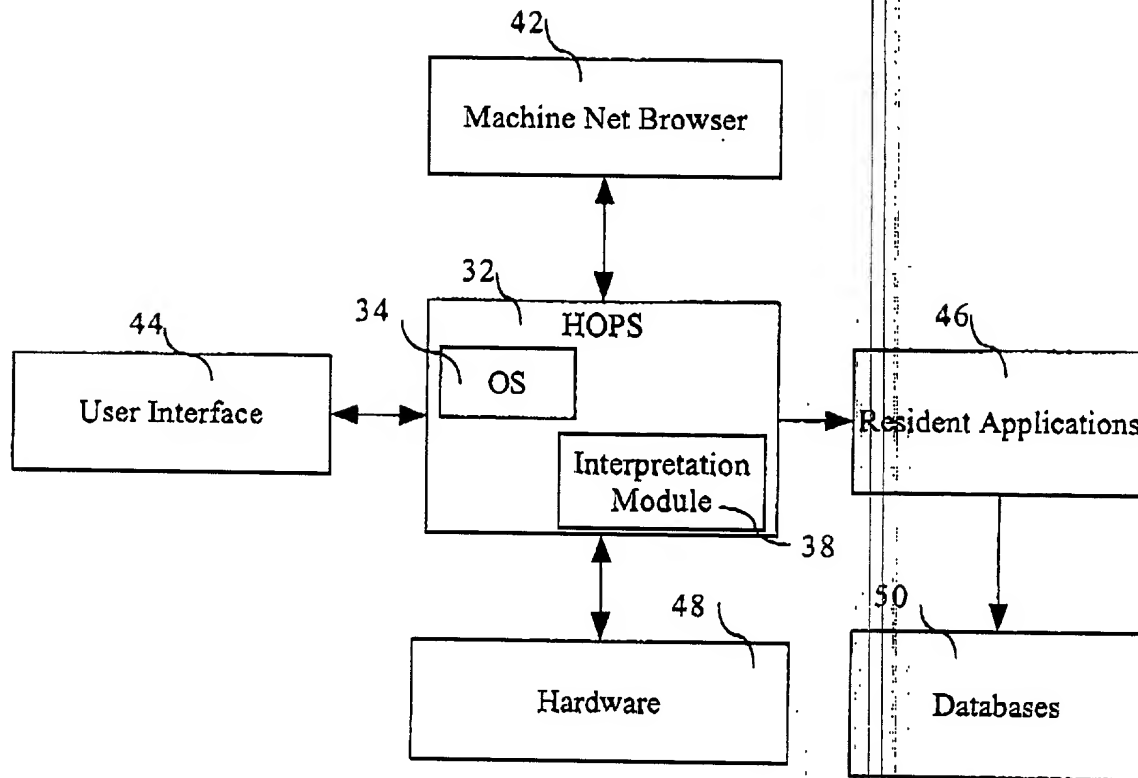 42
Machine Net Browser
32
HOPS
34
OS
44
User Interface
46
Resident Applications
Interpretation
Module
38
48
Hardware
50
Databases